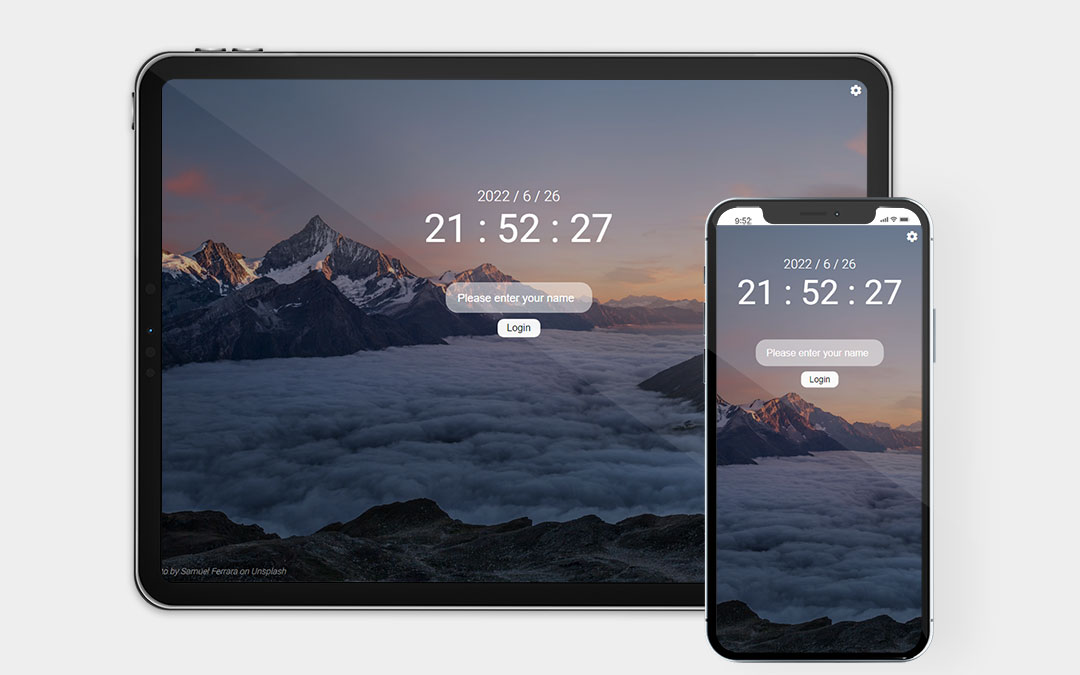 2022 / 6 / 26
21 : 52 : 27
Please enter your name
Login
to by Samuel Ferrara on Unsplash
9:52
2022 / 6 / 26
21 : 52 : 27
Please enter your name
Login